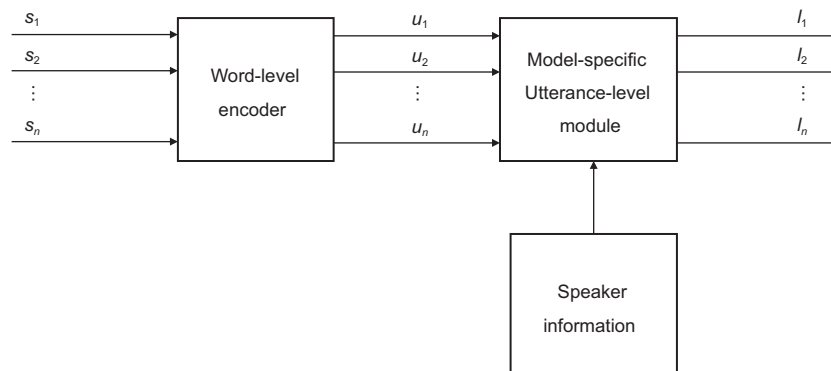 s1 u1 l1
s2 u2 l2
⋮ ⋮ ⋮
sn un ln
Word-level
encoder
Model-specific
Utterance-level
module
Speaker
information